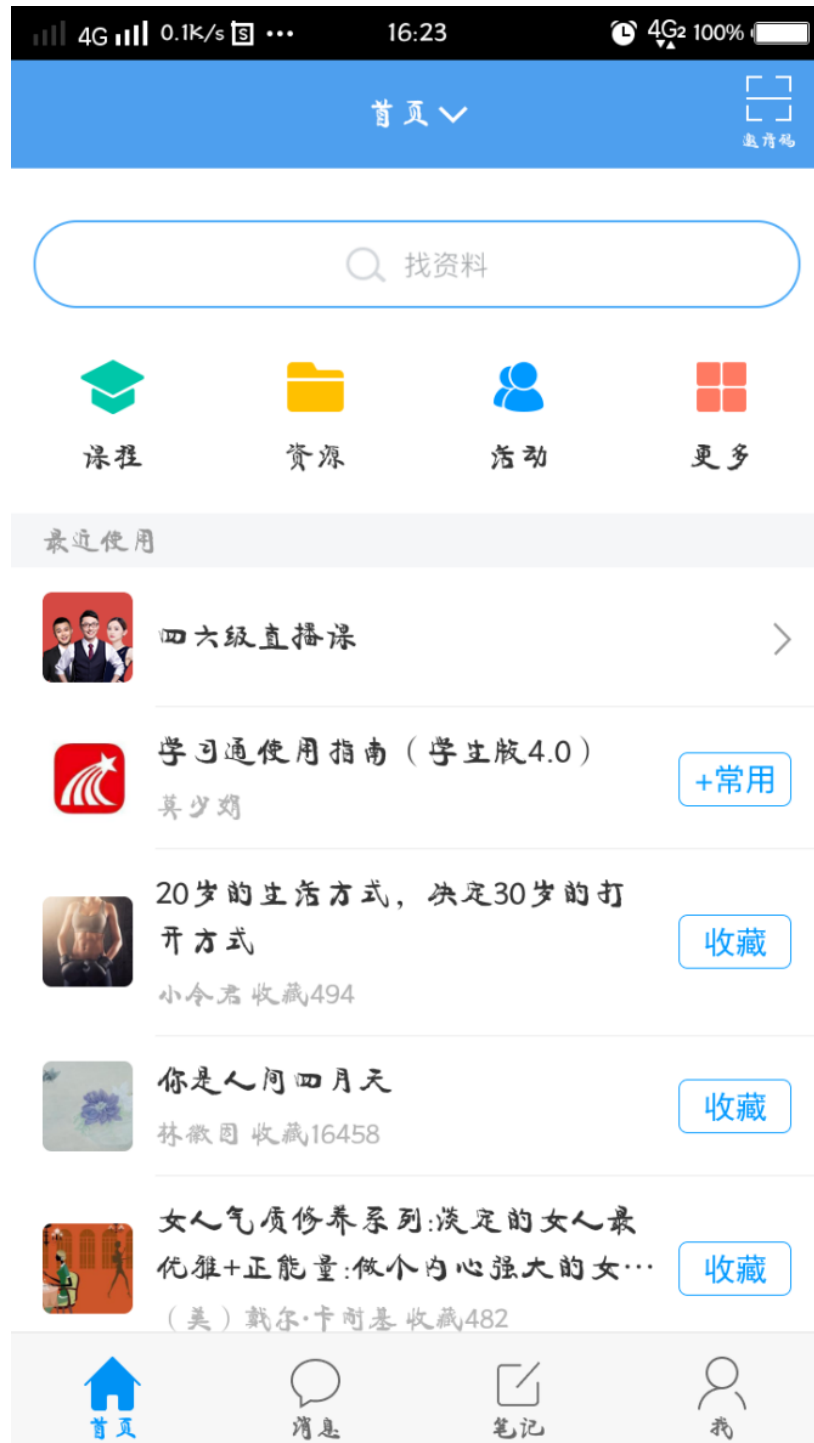 4G 0.1K/s S ··· 16:23 4G2 100%
首页
邀请码
找资料
课程 资源 活动 更多
最近使用
四六级直播课
学习通使用指南（学生版4.0）
+常用
莫少娟
20岁的生活方式，决定30岁的打
开方式
收藏
小令君 收藏494
你是人间四月天
收藏
林徽因 收藏16458
女人气质修养系列:淡定的女人最
优雅+正能量:做个内心强大的女…
收藏
（美）戴尔·卡耐基 收藏482
首页 消息 笔记 我